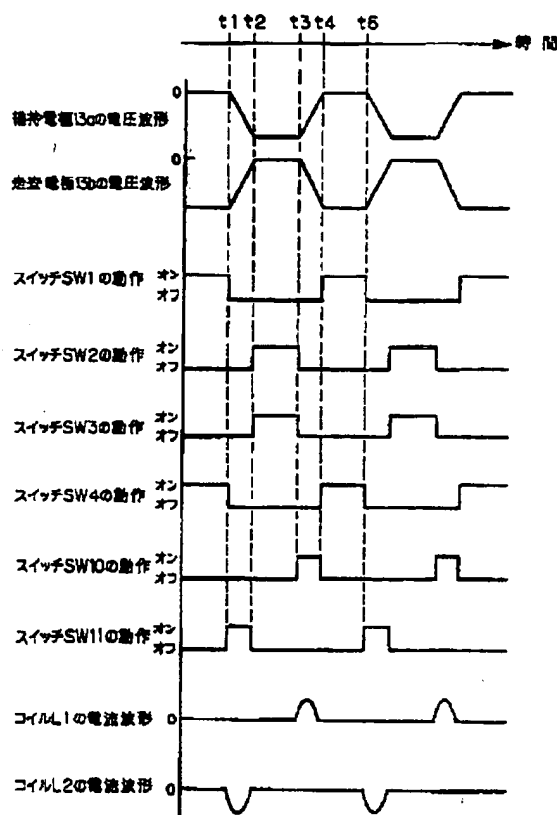 t1 t2 t3 t4 t6
時間
0
維持電極13aの電圧波形
0
走査電極13bの電圧波形
スイッチSW1の動作
オン
オフ
スイッチSW2の動作
オン
オフ
スイッチSW3の動作
オン
オフ
スイッチSW4の動作
オン
オフ
スイッチSW10の動作
オン
オフ
スイッチSW11の動作
オン
オフ
コイルL1の電流波形 0
コイルL2の電流波形 0